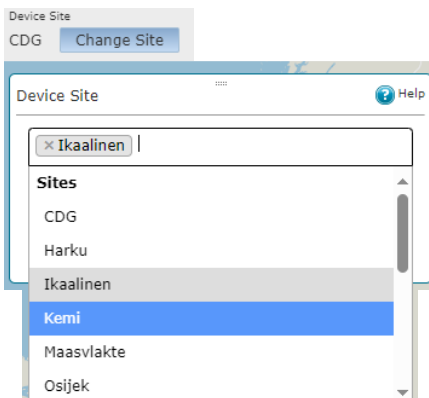 Device Site
CDG Change Site
Device Site ? Help
× Ikaalinen
Sites
CDG
Harku
Ikaalinen
Kemi
Maasvlakte
Osijek